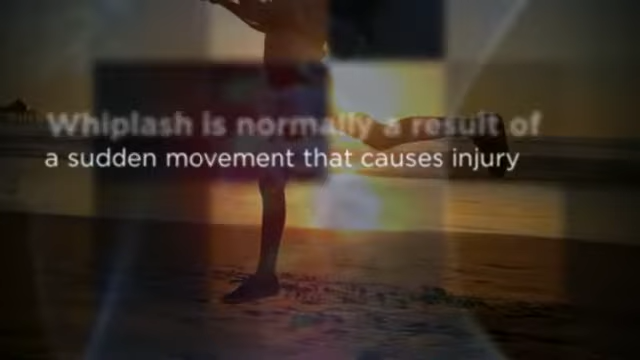 Whiplash is normally a result of
a sudden movement that causes injury